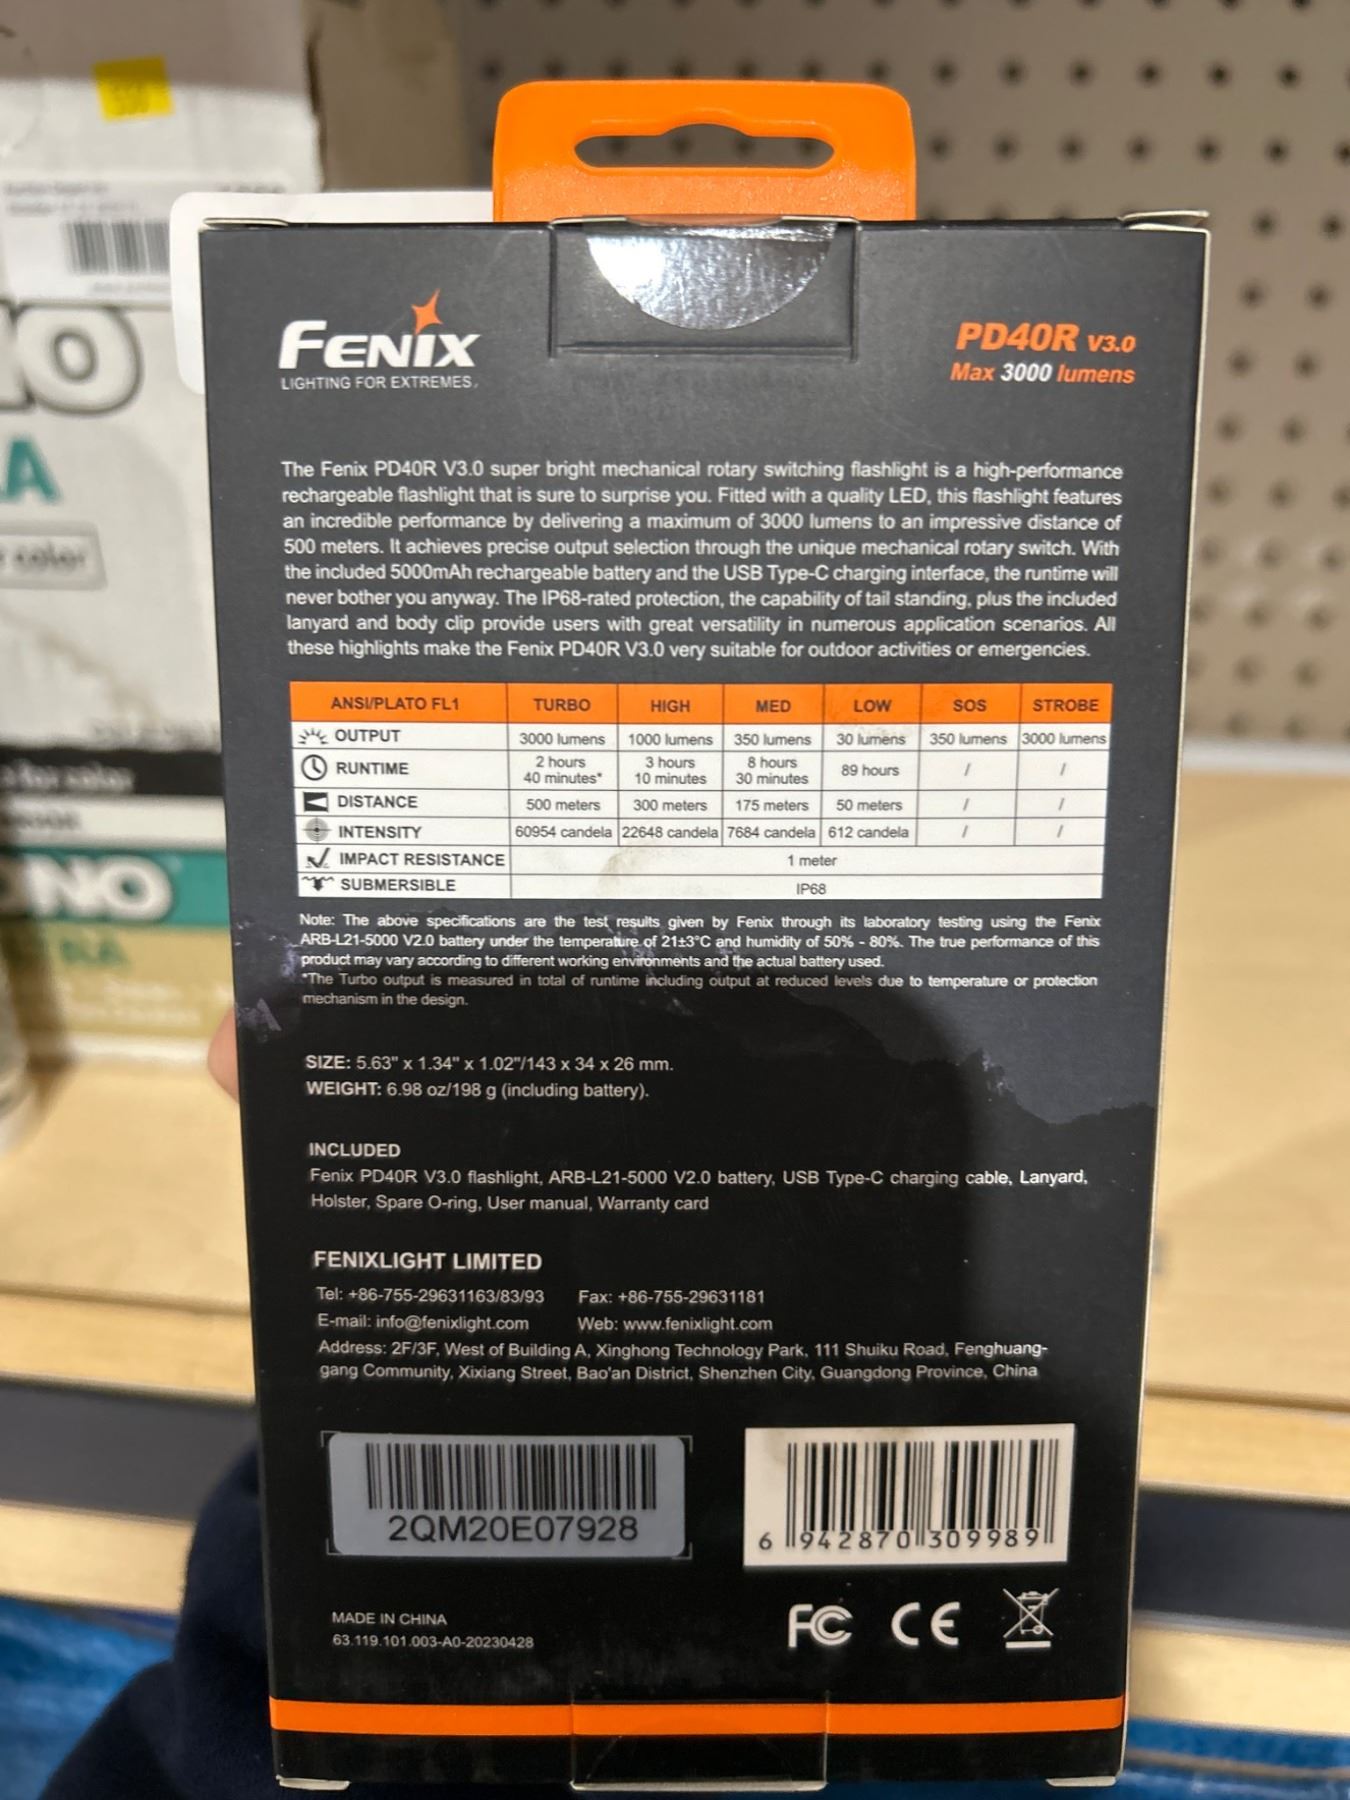 FENIX
LIGHTING FOR EXTREMES.
PD40R V3.0
Max 3000 lumens
The Fenix PD40R V3.0 super bright mechanical rotary switching flashlight is a high-performance
rechargeable flashlight that is sure to surprise you. Fitted with a quality LED, this flashlight features
an incredible performance by delivering a maximum of 3000 lumens to an impressive distance of
500 meters. It achieves precise output selection through the unique mechanical rotary switch. With
the included 5000mAh rechargeable battery and the USB Type-C charging interface, the runtime will
never bother you anyway. The IP68-rated protection, the capability of tail standing, plus the included
lanyard and body clip provide users with great versatility in numerous application scenarios. All
these highlights make the Fenix PD40R V3.0 very suitable for outdoor activities or emergencies.
ANSI/PLATO FL1 TURBO HIGH MED LOW SOS STROBE
OUTPUT 3000 lumens 1000 lumens 350 lumens 30 lumens 350 lumens 3000 lumens
RUNTIME 2 hours 40 minutes* 3 hours 10 minutes 8 hours 30 minutes 89 hours / /
DISTANCE 500 meters 300 meters 175 meters 50 meters / /
INTENSITY 60954 candela 22648 candela 7684 candela 612 candela / /
IMPACT RESISTANCE 1 meter
SUBMERSIBLE IP68
Note: The above specifications are the test results given by Fenix through its laboratory testing using the Fenix
ARB-L21-5000 V2.0 battery under the temperature of 21±3°C and humidity of 50% - 80%. The true performance of this
product may vary according to different working environments and the actual battery used.
*The Turbo output is measured in total of runtime including output at reduced levels due to temperature or protection
mechanism in the design.
SIZE: 5.63" x 1.34" x 1.02"/143 x 34 x 26 mm.
WEIGHT: 6.98 oz/198 g (including battery).
INCLUDED
Fenix PD40R V3.0 flashlight, ARB-L21-5000 V2.0 battery, USB Type-C charging cable, Lanyard,
Holster, Spare O-ring, User manual, Warranty card
FENIXLIGHT LIMITED
Tel: +86-755-29631163/83/93 Fax: +86-755-29631181
E-mail: info@fenixlight.com Web: www.fenixlight.com
Address: 2F/3F, West of Building A, Xinghong Technology Park, 111 Shuiku Road, Fenghuang-
gang Community, Xixiang Street, Bao'an District, Shenzhen City, Guangdong Province, China
2QM20E07928
6 942870 309989
MADE IN CHINA
63.119.101.003-A0-20230428
FC CE
NO
A
color
for color
ONO
RA